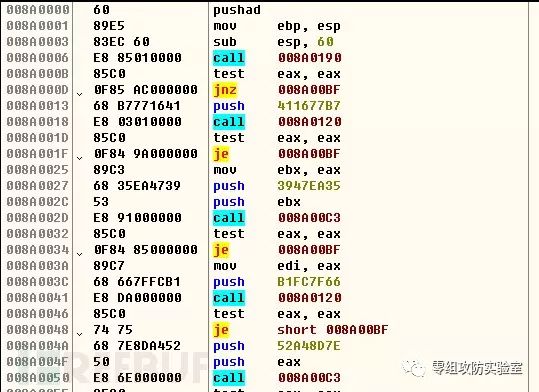 008A0000 60 pushad
008A0001 89E5 mov ebp, esp
008A0003 83EC 60 sub esp, 60
008A0006 E8 85010000 call 008A0190
008A000B 85C0 test eax, eax
008A000D 0F85 AC000000 jnz 008A00BF
008A0013 68 B7771641 push 411677B7
008A0018 E8 03010000 call 008A0120
008A001D 85C0 test eax, eax
008A001F 0F84 9A000000 je 008A00BF
008A0025 89C3 mov ebx, eax
008A0027 68 35EA4739 push 3947EA35
008A002C 53 push ebx
008A002D E8 91000000 call 008A00C3
008A0032 85C0 test eax, eax
008A0034 0F84 85000000 je 008A00BF
008A003A 89C7 mov edi, eax
008A003C 68 667FFCB1 push B1FC7F66
008A0041 E8 DA000000 call 008A0120
008A0046 85C0 test eax, eax
008A0048 74 75 je short 008A00BF
008A004A 68 7E8DA452 push 52A48D7E
008A004F 50 push eax
008A0050 E8 6E000000 call 008A00C3
零组攻防实验室